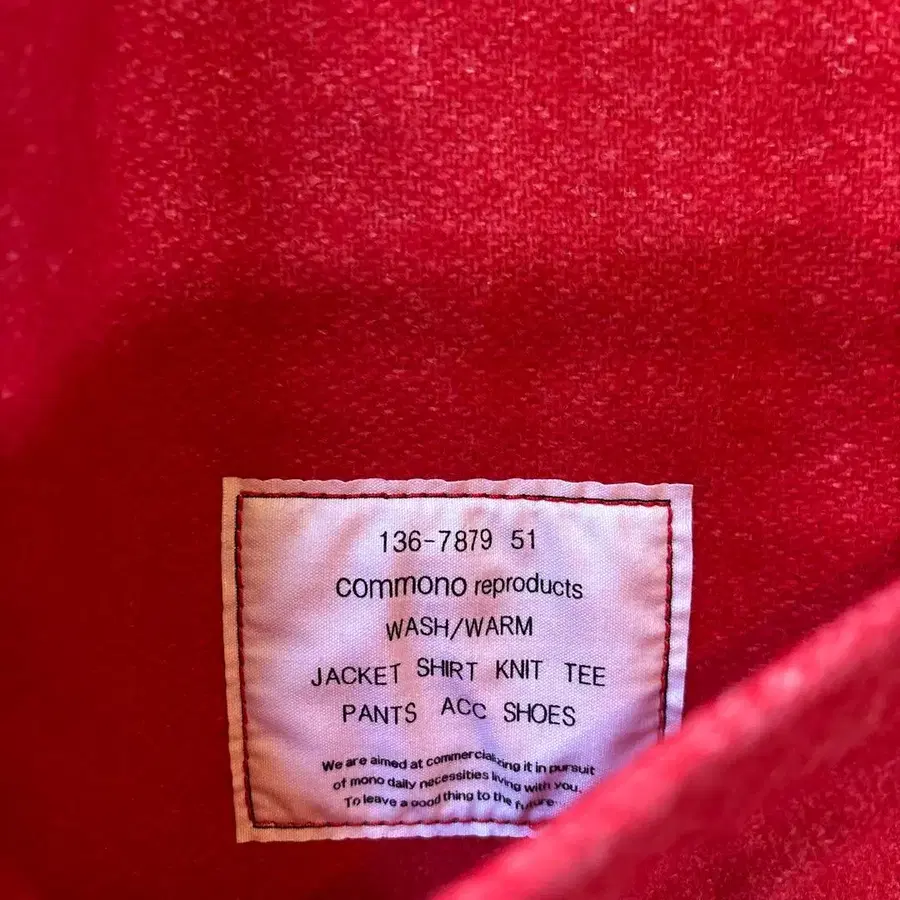 136-7879 51
commono reproducts
WASH/WARM
JACKET SHIRT KNIT TEE
PANTS ACC SHOES
We are aimed at commercializing it in pursuit
of mono daily necessities living with you.
To leave a good thing to the future